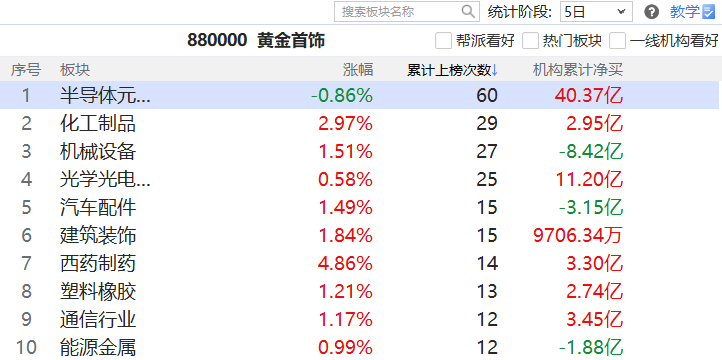 搜索板块名称 统计阶段: 5日 ? 教学
880000 黄金首饰 帮派看好 热门板块 一线机构看好
序号 板块 涨幅 累计上榜次数↓ 机构累计净买
1 半导体元... -0.86% 60 40.37亿
2 化工制品 2.97% 29 2.95亿
3 机械设备 1.51% 27 -8.42亿
4 光学光电... 0.58% 25 11.20亿
5 汽车配件 1.49% 15 -3.15亿
6 建筑装饰 1.84% 15 9706.34万
7 西药制药 4.86% 14 3.30亿
8 塑料橡胶 1.21% 13 2.74亿
9 通信行业 1.17% 12 3.45亿
10 能源金属 0.99% 12 -1.88亿